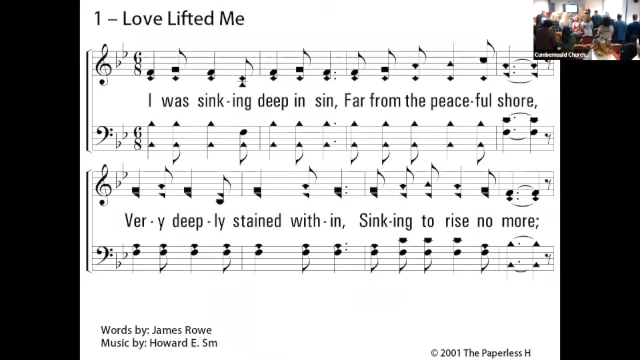 1 – Love Lifted Me
Cumbernauld Church...
I was sink-ing deep in sin, Far from the peace-ful shore,
Ver-y deep-ly stained with-in, Sink-ing to rise no more;
Words by: James Rowe
Music by: Howard E. Sm
© 2001 The Paperless H